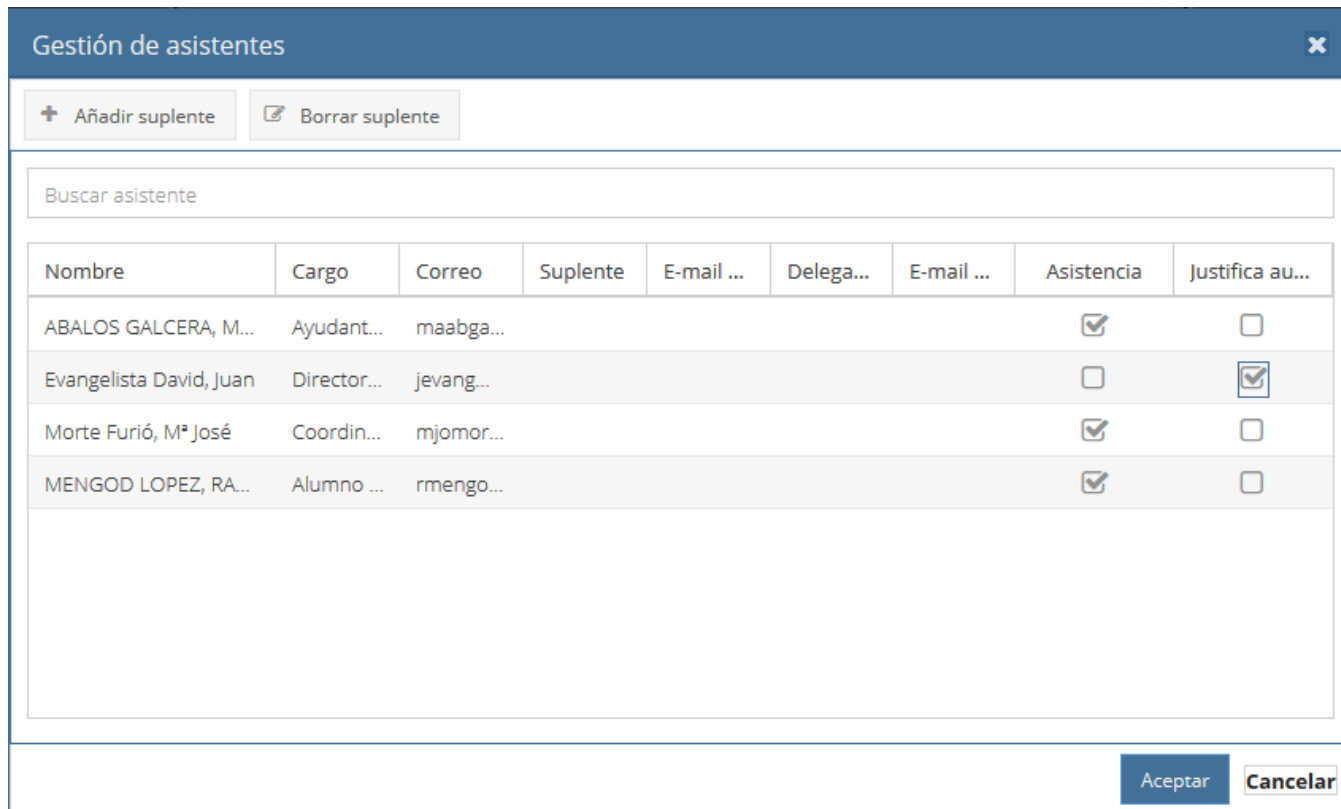 Gestión de asistentes
Añadir suplente Borrar suplente
Buscar asistente
Nombre Cargo Correo Suplente E-mail ... Delega... E-mail ... Asistencia Justifica au...
ABALOS GALCERA, M... Ayudant... maabga...
Evangelista David, Juan Director... jevang...
Morte Furió, Mª José Coordin... mjomor...
MENGOD LOPEZ, RA... Alumno ... rmengo...
Aceptar Cancelar